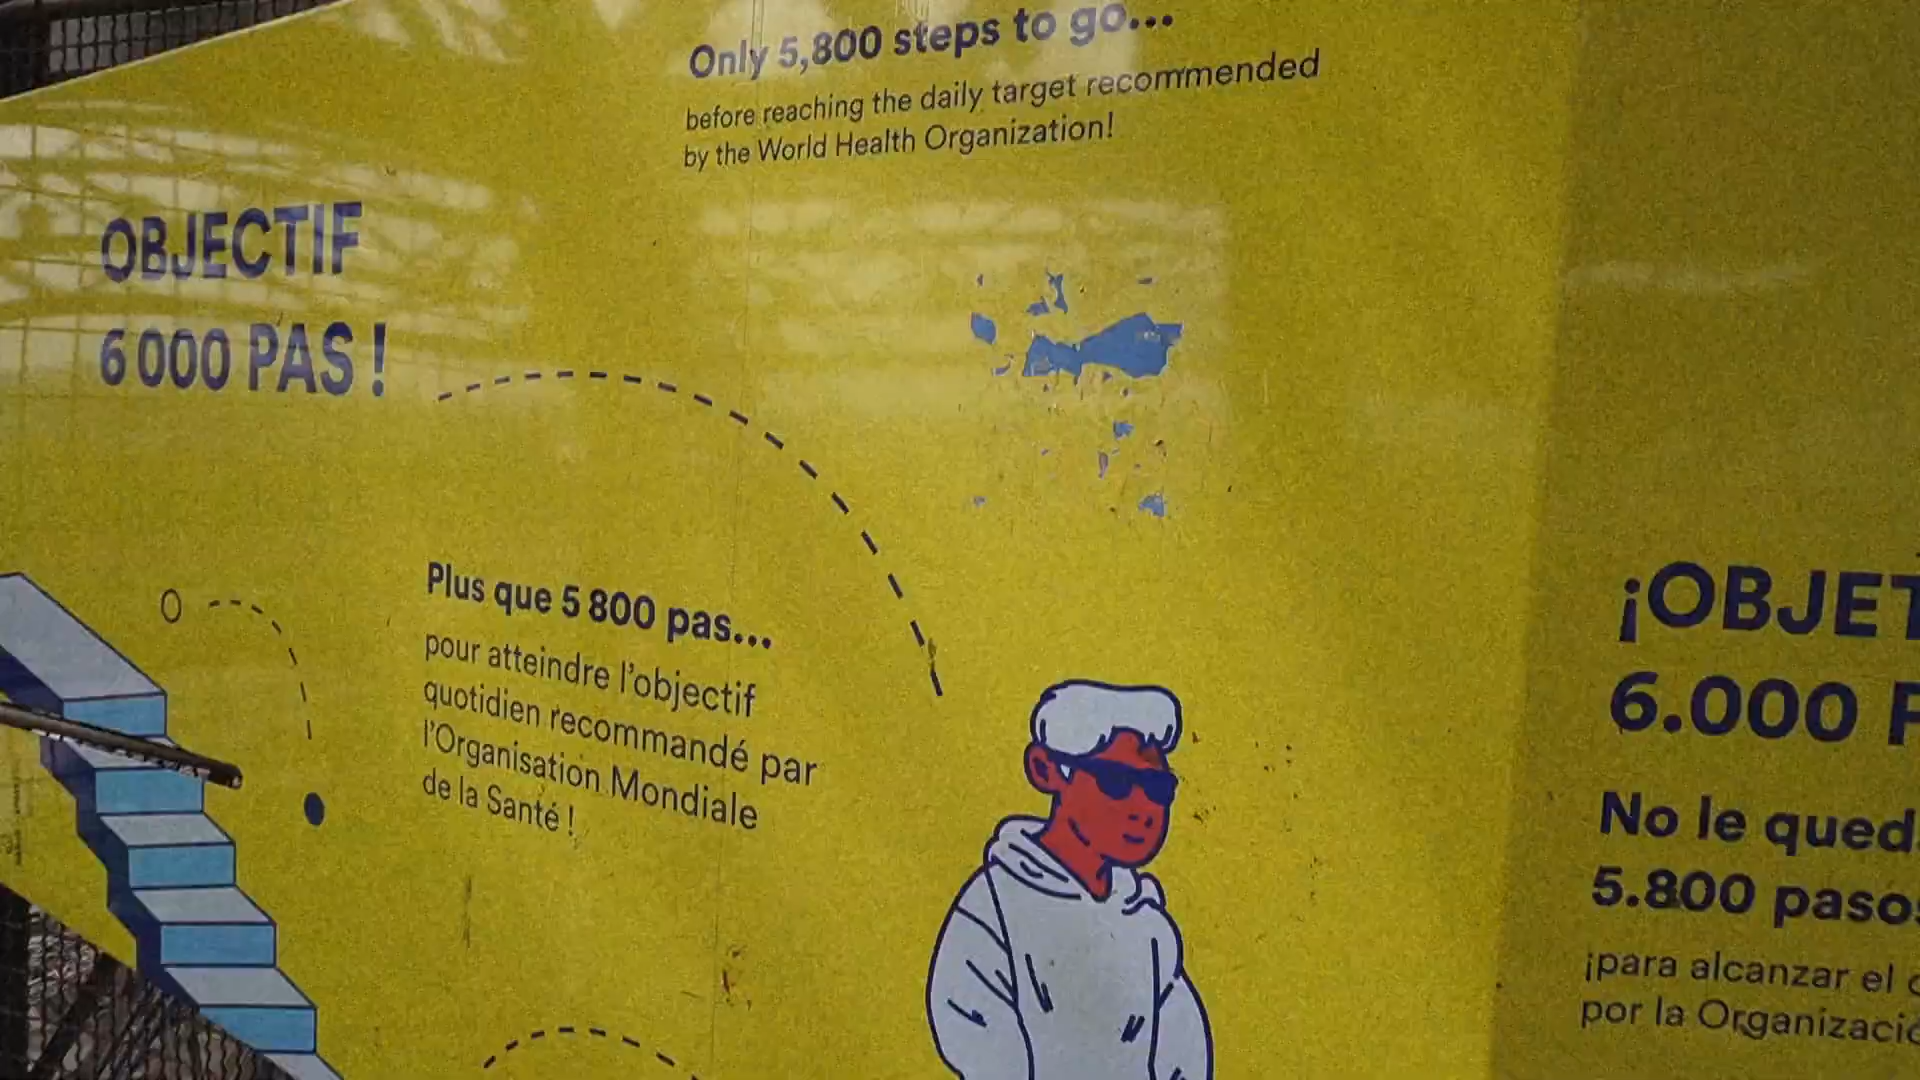 Only 5,800 steps to go...
before reaching the daily target recommended
by the World Health Organization!
OBJECTIF
6 000 PAS !
Plus que 5 800 pas...
pour atteindre l'objectif
quotidien recommandé par
l'Organisation Mondiale
de la Santé !
¡OBJET
6.000 P
No le qued
5.800 pasos
¡para alcanzar el
por la Organizació